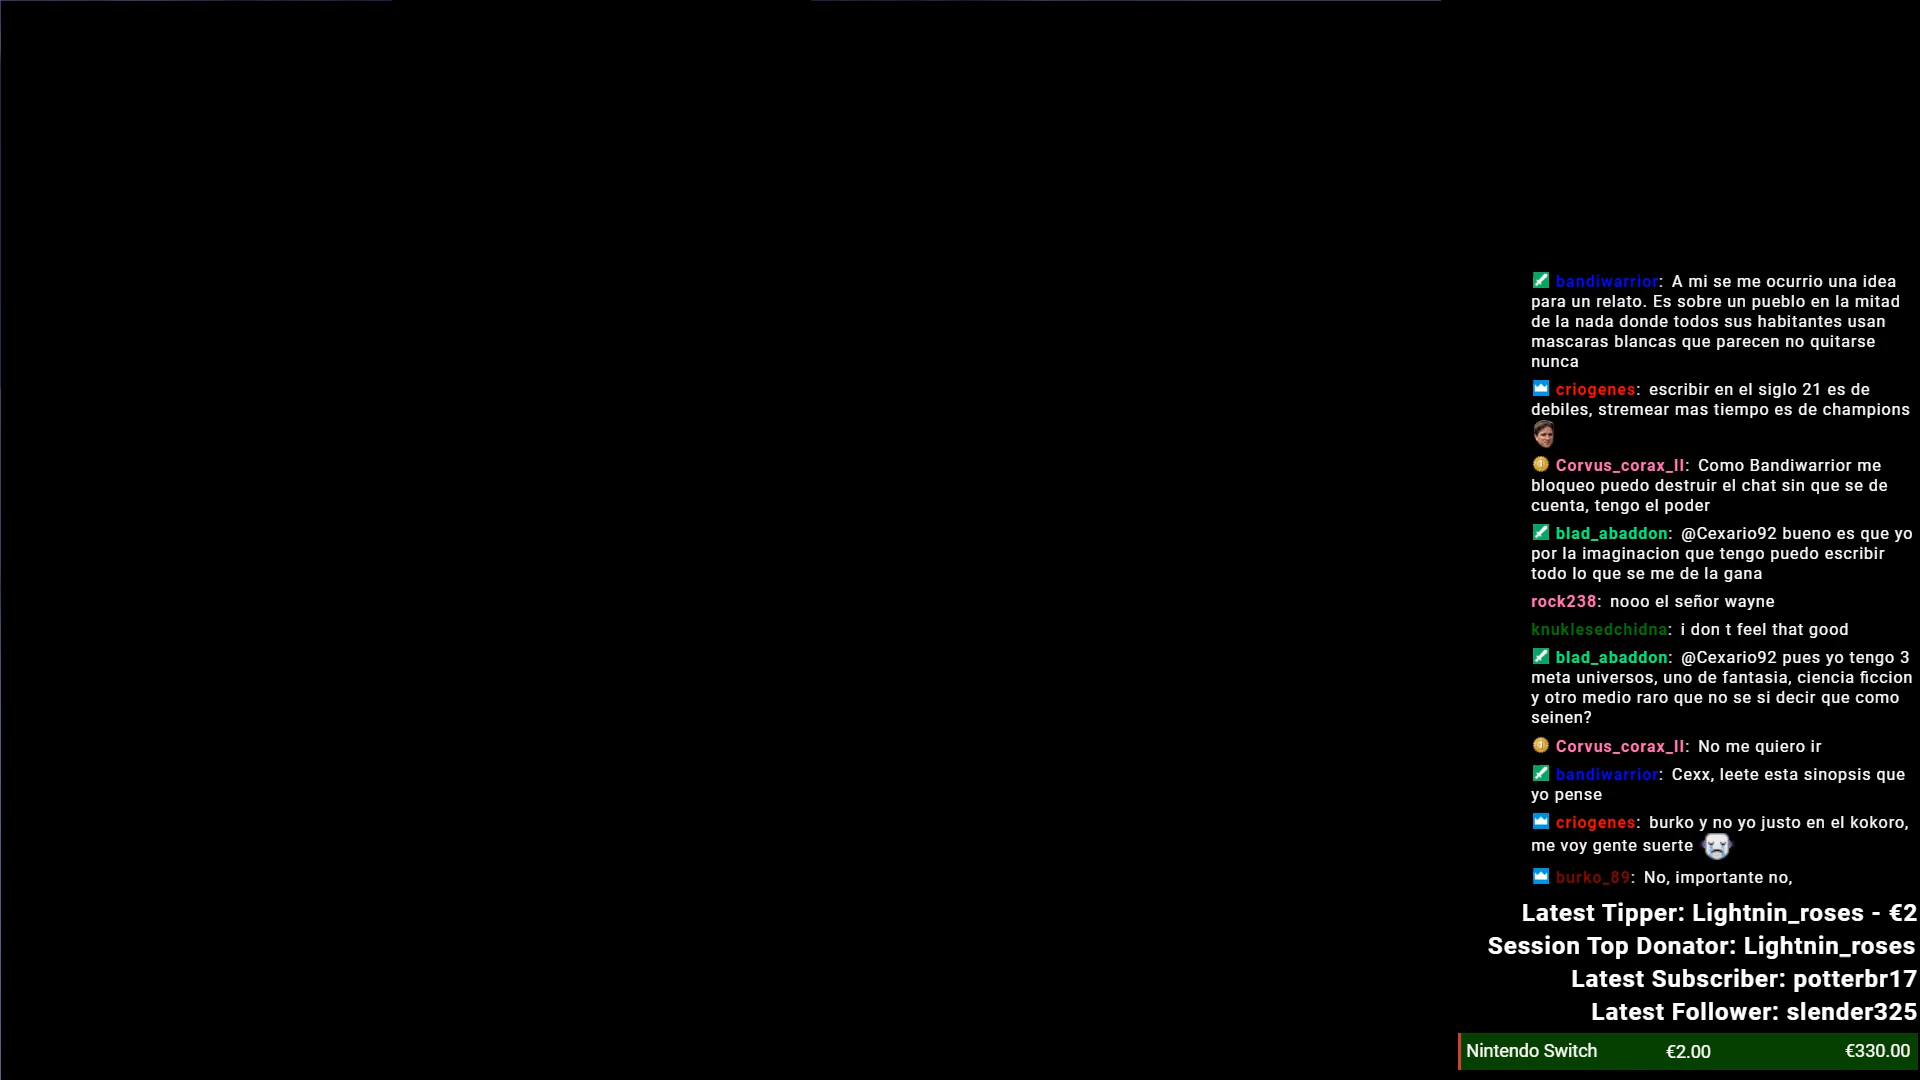 bandiwarrior: A mi se me ocurrio una idea
para un relato. Es sobre un pueblo en la mitad
de la nada donde todos sus habitantes usan
mascaras blancas que parecen no quitarse
nunca
criogenes: escribir en el siglo 21 es de
debiles, stremear mas tiempo es de champions
Corvus_corax_II: Como Bandiwarrior me
bloqueo puedo destruir el chat sin que se de
cuenta, tengo el poder
blad_abaddon: @Cexario92 bueno es que yo
por la imaginacion que tengo puedo escribir
todo lo que se me de la gana
rock238: nooo el señor wayne
knuklesedchidna: i don t feel that good
blad_abaddon: @Cexario92 pues yo tengo 3
meta universos, uno de fantasia, ciencia ficcion
y otro medio raro que no se si decir que como
seinen?
Corvus_corax_II: No me quiero ir
bandiwarrior: Cexx, leete esta sinopsis que
yo pense
criogenes: burko y no yo justo en el kokoro,
me voy gente suerte
burko_89: No, importante no,
Latest Tipper: Lightnin_roses - €2
Session Top Donator: Lightnin_roses
Latest Subscriber: potterbr17
Latest Follower: slender325
Nintendo Switch €2.00 €330.00